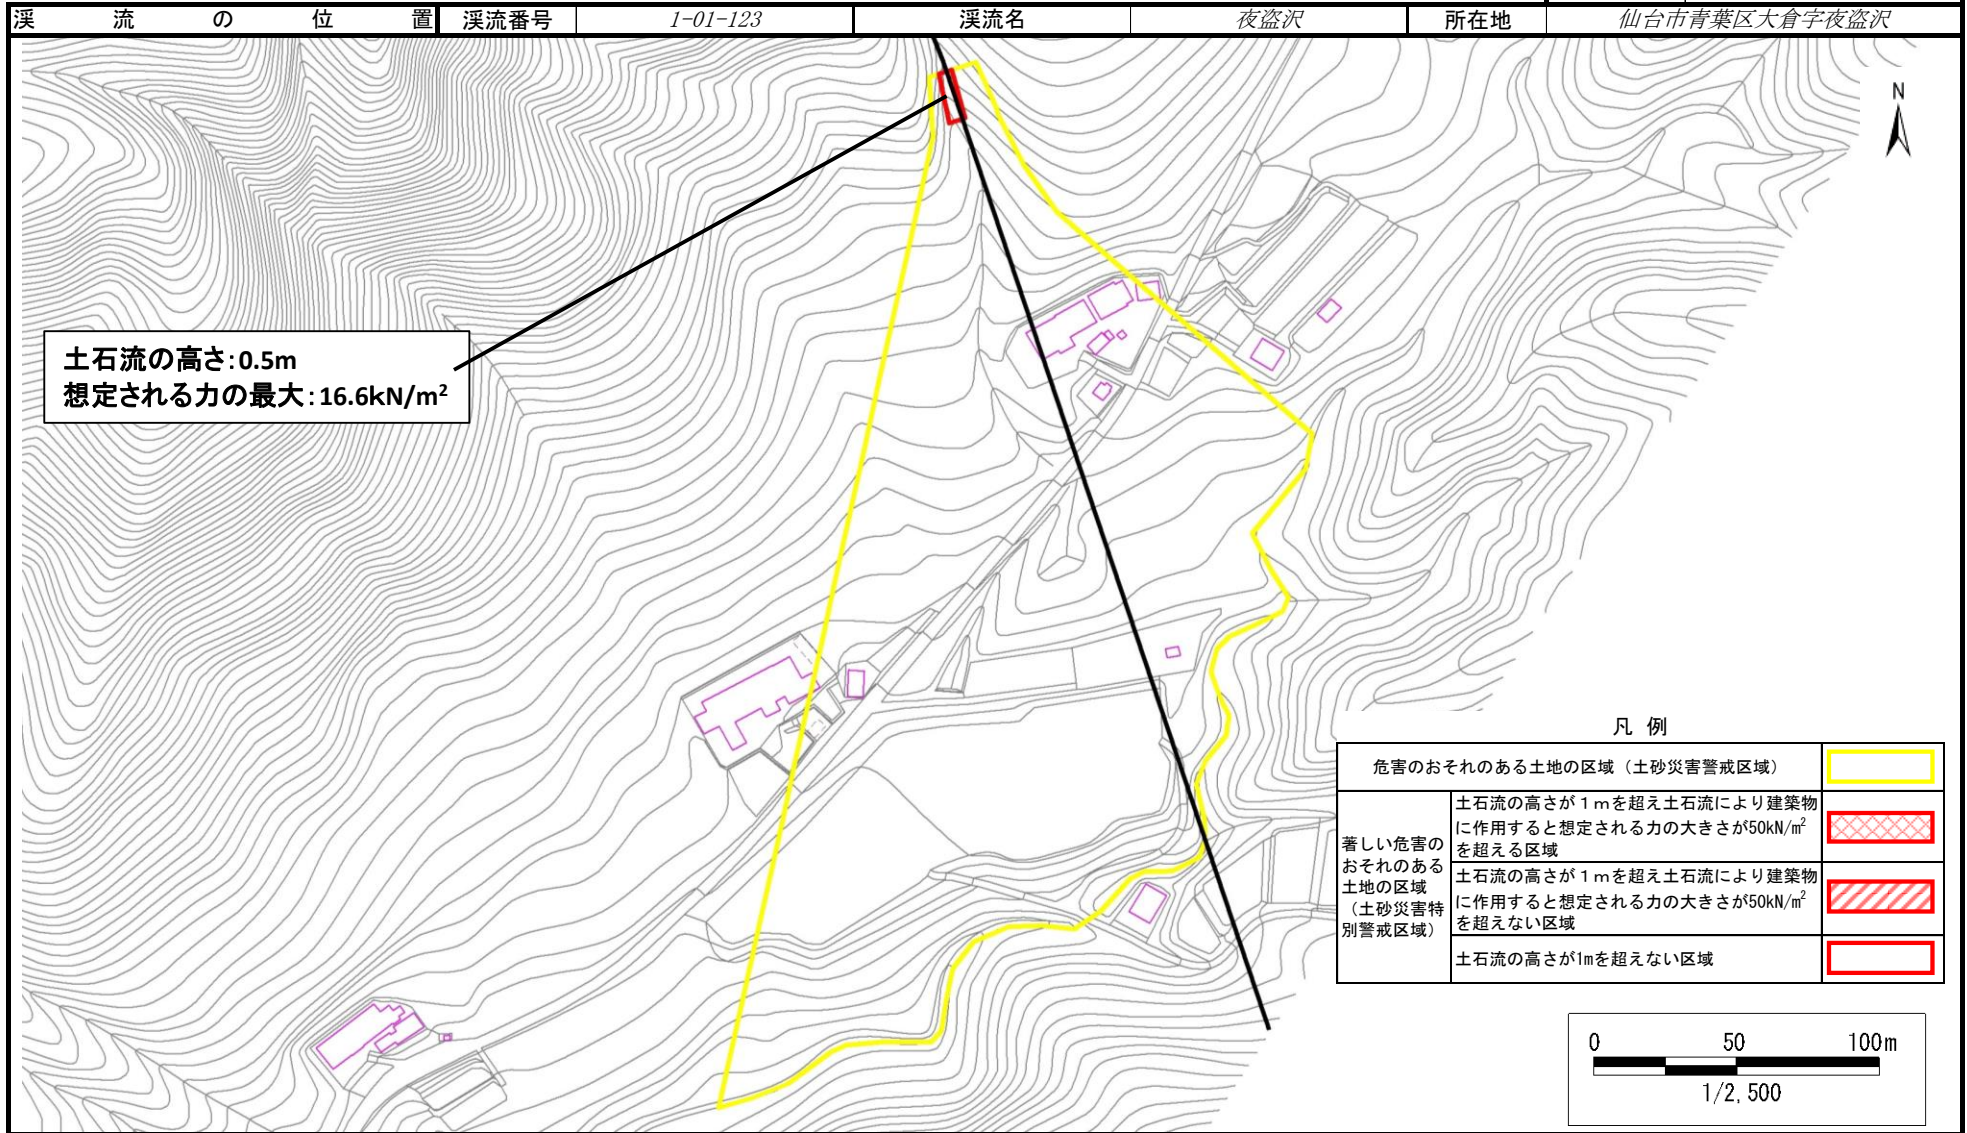 渓流の位置 渓流番号 1-01-123 渓流名 夜盗沢 所在地 仙台市青葉区大倉字夜盗沢
N
土石流の高さ:0.5m
想定される力の最大:16.6kN/m²
凡 例
危害のおそれのある土地の区域（土砂災害警戒区域）
著しい危害の
おそれのある
土地の区域
（土砂災害特
別警戒区域）
土石流の高さが１ｍを超え土石流により建築物
に作用すると想定される力の大きさが50kN/m²
を超える区域
土石流の高さが１ｍを超え土石流により建築物
に作用すると想定される力の大きさが50kN/m²
を超えない区域
土石流の高さが1mを超えない区域
0 50 100m
1/2,500